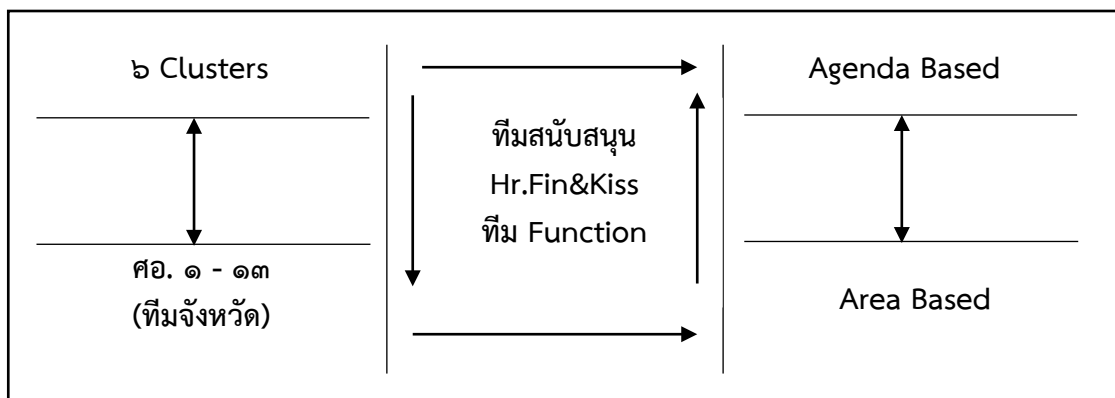 ๖ Clusters
ศอ. ๑ - ๑๓
(ทีมจังหวัด)
ทีมสนับสนุน
Hr.Fin&Kiss
ทีม Function
Agenda Based
Area Based